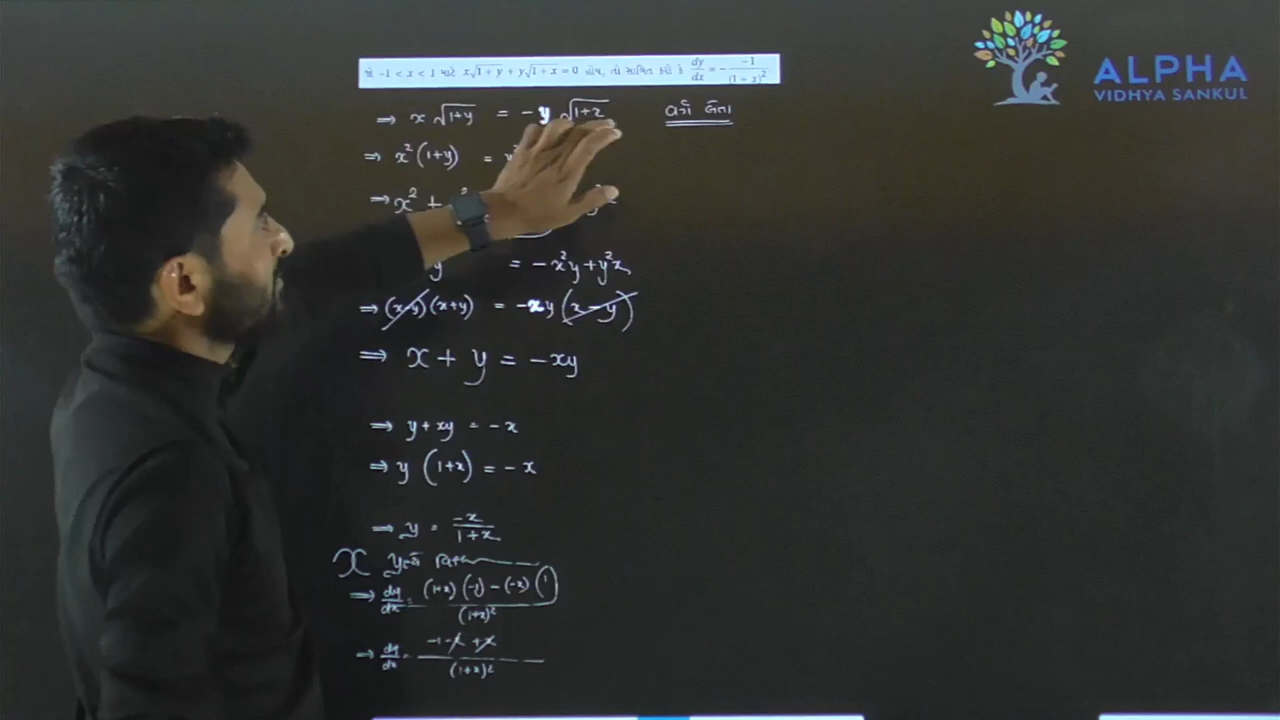 જો −1 < x < 1 માટે x√1 + y + y√1 + x = 0 હોય, તો સાબિત કરો કે dy/dx = − −1/(1 + x)²
ALPHA
VIDHYA SANKUL
⇒ x √1+y = − y √1+x વર્ગ લેતા
⇒ x² (1+y) =
⇒ x² +
y = − x²y + y²x
⇒ (x−y) (x+y) = −xy (x − y)
⇒ x + y = −xy
⇒ y + xy = − x
⇒ y (1+x) = − x
⇒ y = −x/1+x
x
⇒ dy/dx = (1+x) (−1) − (−x) (1)/(1+x)²
⇒ dy/dx = −1 −x +x/(1+x)²